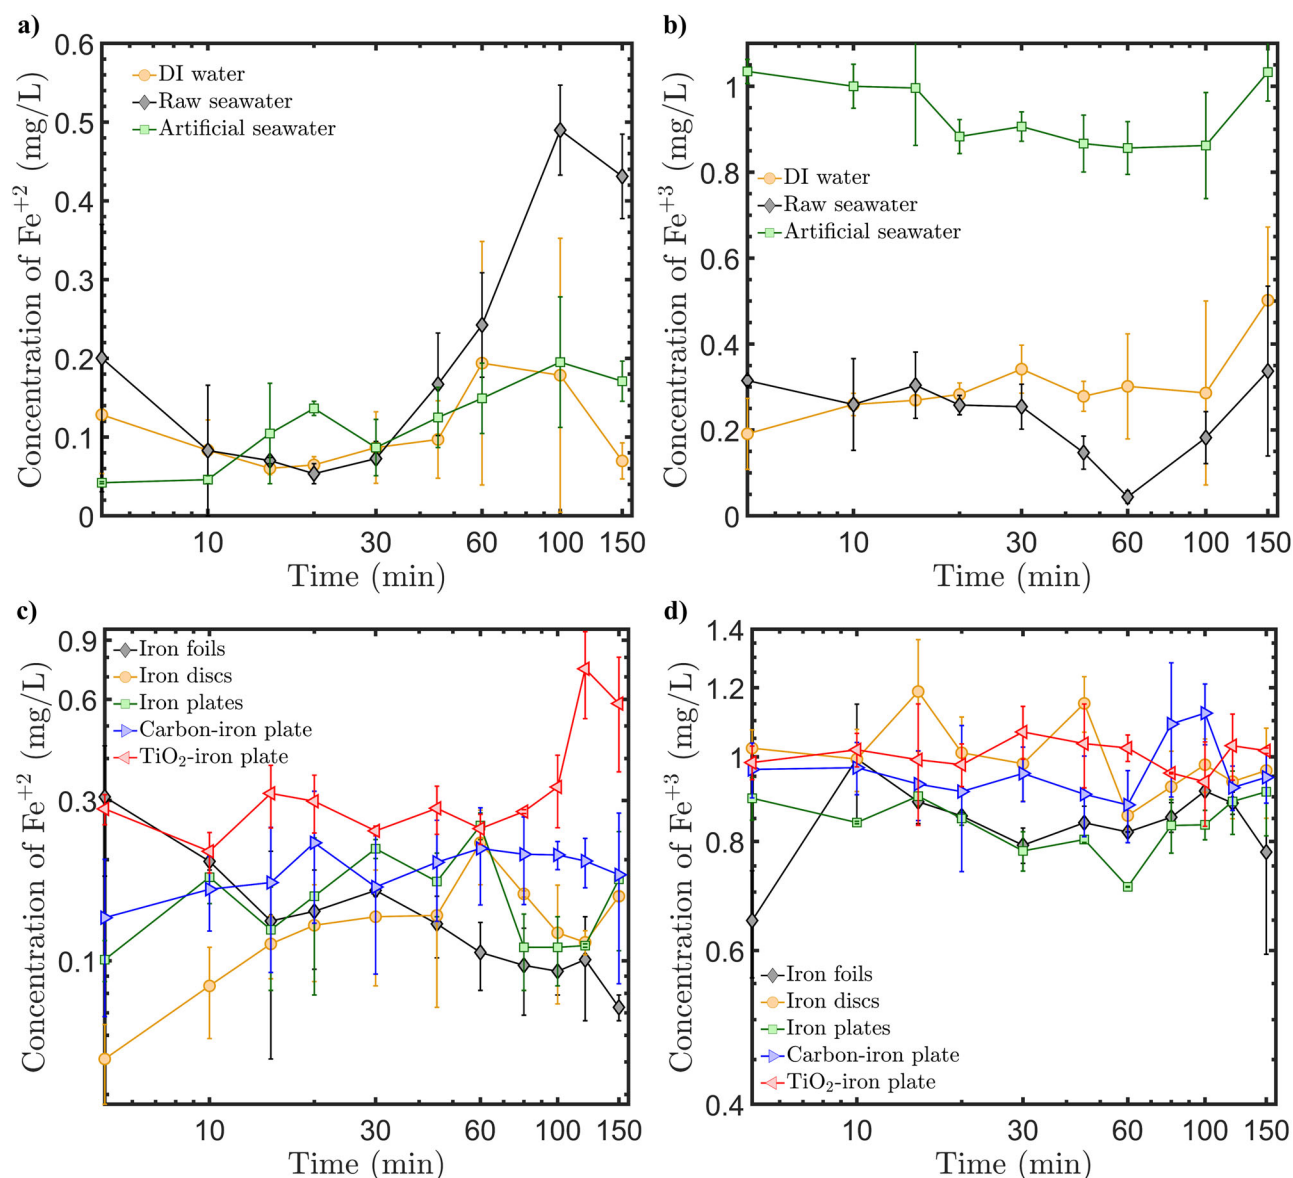 a)
Concentration of Fe⁺² (mg/L)
0.6
0.5
0.4
0.3
0.2
0.1
0
DI water
Raw seawater
Artificial seawater
10 30 60 100 150
Time (min)
b)
Concentration of Fe⁺³ (mg/L)
1
0.8
0.6
0.4
0.2
0
DI water
Raw seawater
Artificial seawater
10 30 60 100 150
Time (min)
c)
Concentration of Fe⁺² (mg/L)
0.9
0.6
0.3
0.1
Iron foils
Iron discs
Iron plates
Carbon-iron plate
TiO₂-iron plate
10 30 60 100 150
Time (min)
d)
Concentration of Fe⁺³ (mg/L)
1.4
1.2
1
0.8
0.6
0.4
Iron foils
Iron discs
Iron plates
Carbon-iron plate
TiO₂-iron plate
10 30 60 100 150
Time (min)